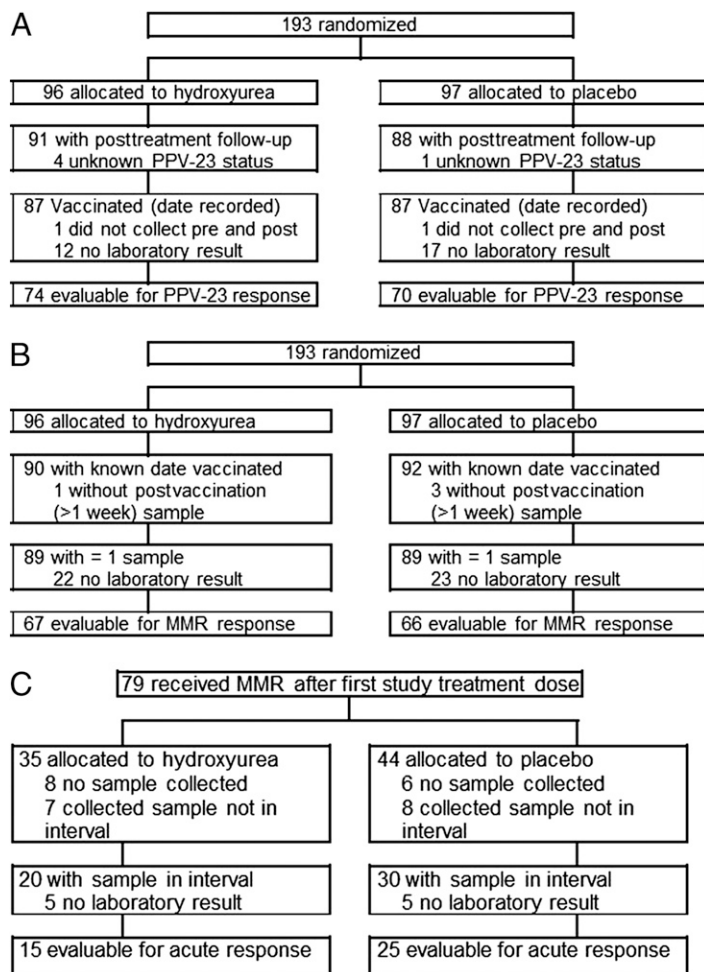 A
193 randomized
96 allocated to hydroxyurea
97 allocated to placebo
91 with posttreatment follow-up
4 unknown PPV-23 status
88 with posttreatment follow-up
1 unknown PPV-23 status
87 Vaccinated (date recorded)
1 did not collect pre and post
12 no laboratory result
87 Vaccinated (date recorded)
1 did not collect pre and post
17 no laboratory result
74 evaluable for PPV-23 response
70 evaluable for PPV-23 response
B
193 randomized
96 allocated to hydroxyurea
97 allocated to placebo
90 with known date vaccinated
1 without postvaccination
(>1 week) sample
92 with known date vaccinated
3 without postvaccination
(>1 week) sample
89 with = 1 sample
22 no laboratory result
89 with = 1 sample
23 no laboratory result
67 evaluable for MMR response
66 evaluable for MMR response
C
79 received MMR after first study treatment dose
35 allocated to hydroxyurea
8 no sample collected
7 collected sample not in
interval
44 allocated to placebo
6 no sample collected
8 collected sample not in
interval
20 with sample in interval
5 no laboratory result
30 with sample in interval
5 no laboratory result
15 evaluable for acute response
25 evaluable for acute response